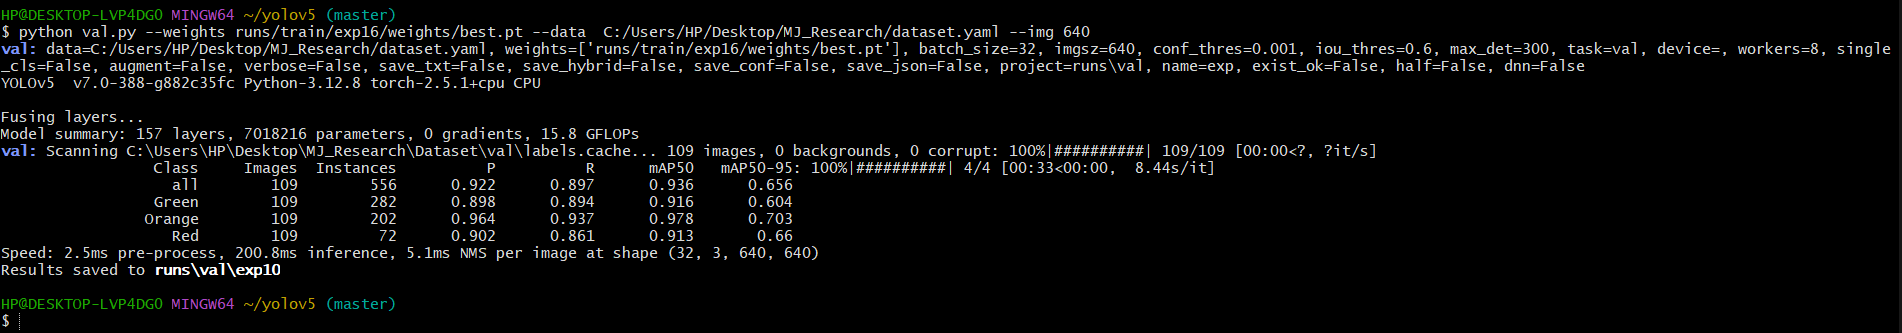 HP@DESKTOP-LVP4DGO MINGW64 ~/yolov5 (master)
$ python val.py --weights runs/train/exp16/weights/best.pt --data  C:/Users/HP/Desktop/MJ_Research/dataset.yaml --img 640
val: data=C:/Users/HP/Desktop/MJ_Research/dataset.yaml, weights=['runs/train/exp16/weights/best.pt'], batch_size=32, imgsz=640, conf_thres=0.001, iou_thres=0.6, max_det=300, task=val, device=, workers=8, single
_cls=False, augment=False, verbose=False, save_txt=False, save_hybrid=False, save_conf=False, save_json=False, project=runs\val, name=exp, exist_ok=False, half=False, dnn=False
YOLOv5  v7.0-388-g882c35fc Python-3.12.8 torch-2.5.1+cpu CPU
Fusing layers...
Model summary: 157 layers, 7018216 parameters, 0 gradients, 15.8 GFLOPs
val: Scanning C:\Users\HP\Desktop\MJ_Research\Dataset\val\labels.cache... 109 images, 0 backgrounds, 0 corrupt: 100%|##########| 109/109 [00:00<?, ?it/s]
Class     Images  Instances          P          R      mAP50   mAP50-95: 100%|##########| 4/4 [00:33<00:00,  8.44s/it]
all        109        556      0.922      0.897      0.936      0.656
Green        109        282      0.898      0.894      0.916      0.604
Orange        109        202      0.964      0.937      0.978      0.703
Red        109         72      0.902      0.861      0.913       0.66
Speed: 2.5ms pre-process, 200.8ms inference, 5.1ms NMS per image at shape (32, 3, 640, 640)
Results saved to runs\val\exp10
HP@DESKTOP-LVP4DGO MINGW64 ~/yolov5 (master)
$